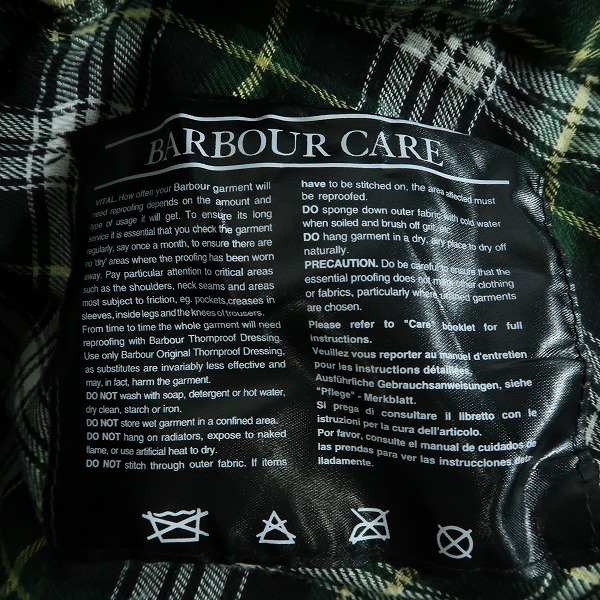 BARBOUR CARE
VITAL. How often your Barbour garment will
need reproofing depends on the amount and
type of usage it will get. To ensure its long
service it is essential that you check the garment
regularly, say once a month, to ensure there are
no 'dry' areas where the proofing has been worn
away. Pay particular attention to critical areas
such as the shoulders, neck seams and areas
most subject to friction, eg. pockets, creases in
sleeves, inside legs and the knees of trousers.
From time to time the whole garment will need
reproofing with Barbour Thornproof Dressing.
Use only Barbour Original Thornproof Dressing,
as substitutes are invariably less effective and
may, in fact, harm the garment.
DO NOT wash with soap, detergent or hot water,
dry clean, starch or iron.
DO NOT store wet garment in a confined area.
DO NOT hang on radiators, expose to naked
flame, or use artificial heat to dry.
DO NOT stitch through outer fabric. If items
have to be stitched on, the area affected must
be reproofed.
DO sponge down outer fabric with cold water
when soiled and brush off grit, etc.
DO hang garment in a dry, airy place to dry off
naturally.
PRECAUTION. Do be careful to ensure that the
essential proofing does not mark other clothing
or fabrics, particularly where unlined garments
are chosen.
Please refer to "Care" booklet for full
instructions.
Veuillez vous reporter au manuel d'entretien
pour les instructions détaillées.
Ausführliche Gebrauchsanweisungen, siehe
"Pflege" - Merkblatt.
Si prega di consultare il libretto con le
istruzioni per la cura dell'articolo.
Por favor, consulte el manual de cuidados de
las prendas para ver las instrucciones deta-
lladamente.